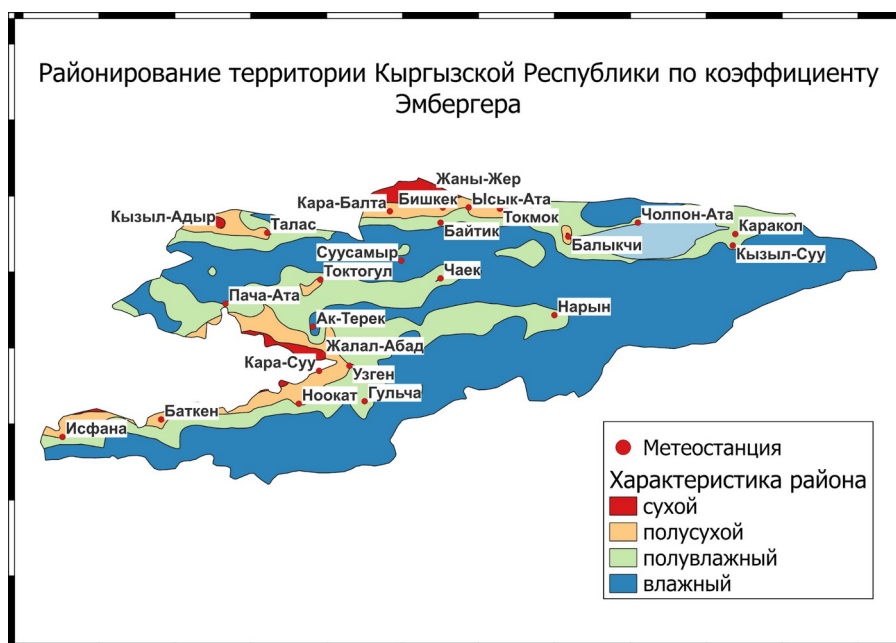 Районирование территории Кыргызской Республики по коэффициенту
Эмбергера
Жаны-Жер
Кара-Балта
Бишкек
Ысык-Ата
Кызыл-Адыр
Талас
Байтик
Токмок
Чолпон-Ата
Каракол
Балыкчи
Кызыл-Суу
Суусамыр
Токтогул
Чаек
Пача-Ата
Нарын
Ак-Терек
Жалал-Абад
Кара-Суу
Узген
Ноокат
Гульча
Баткен
Исфана
Метеостанция
Характеристика района
сухой
полусухой
полувлажный
влажный